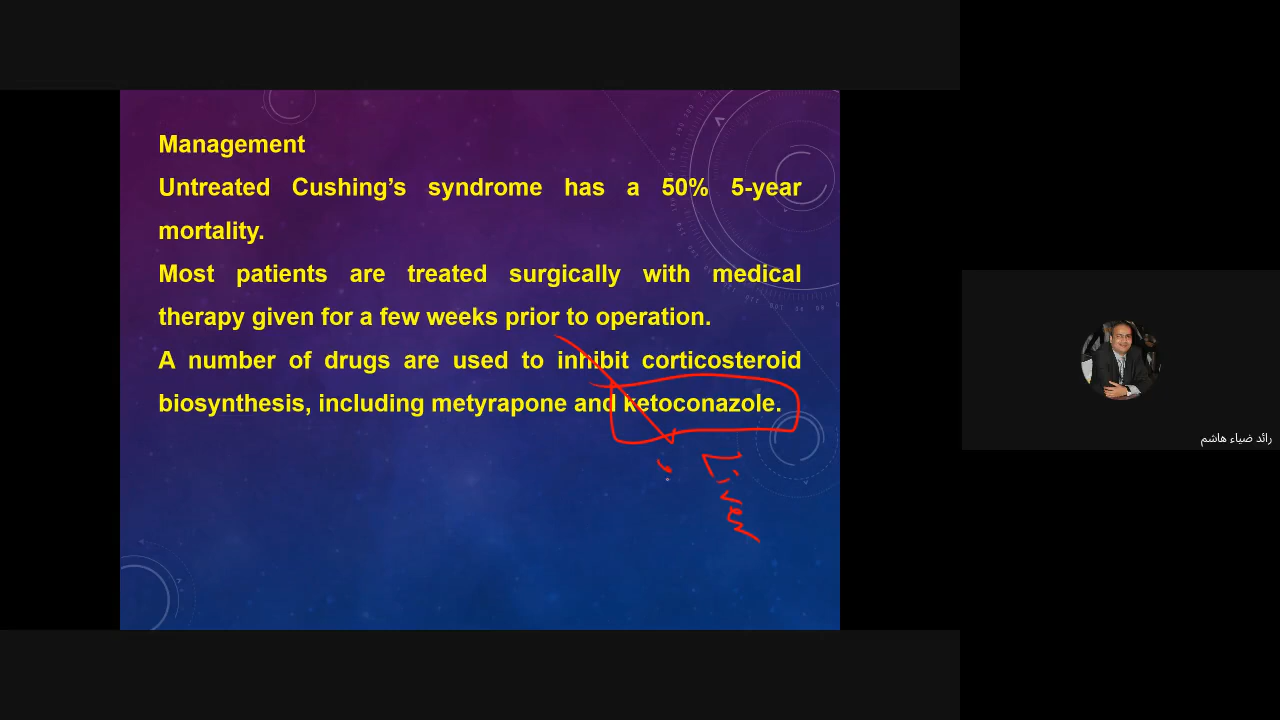 Management
Untreated Cushing’s syndrome has a 50% 5-year
mortality.
Most patients are treated surgically with medical
therapy given for a few weeks prior to operation.
A number of drugs are used to inhibit corticosteroid
biosynthesis, including metyrapone and ketoconazole.
Liver
رائد ضياء هاشم